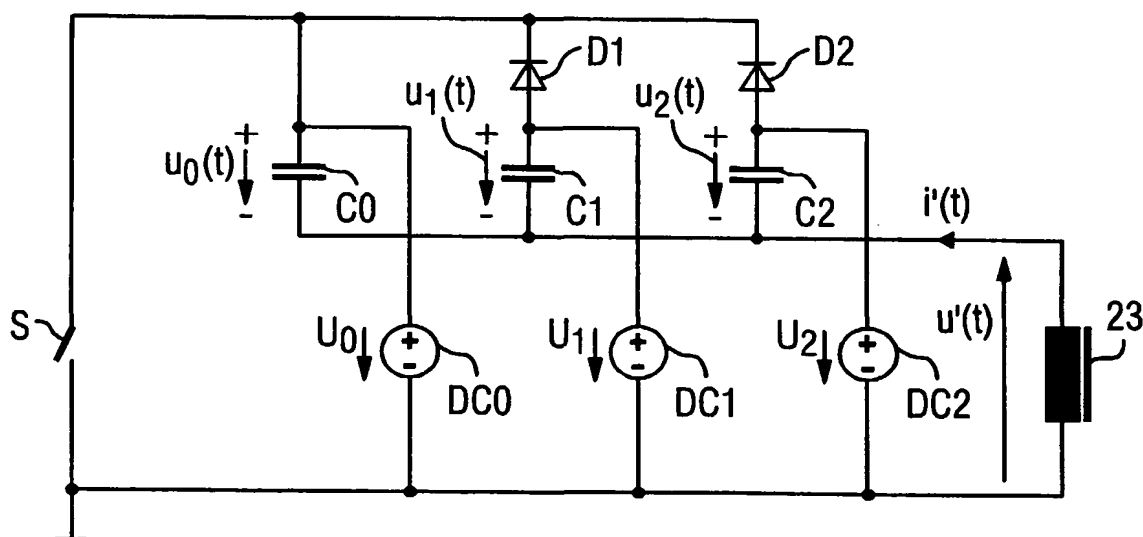 D1
D2
u₁(t)
u₂(t)
+
+
+
u₀(t)
-
-
-
C0
C1
C2
i'(t)
S
U₀
+
-
U₁
+
-
U₂
+
-
u'(t)
23
DC0
DC1
DC2